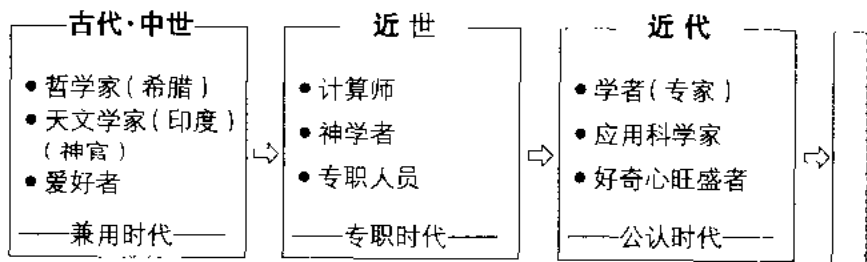 古代·中世
● 哲学家(希腊)
● 天文学家(印度)
(神官)
● 爱好者
兼用时代
近世
● 计算师
● 神学者
● 专职人员
专职时代
近代
● 学者(专家)
● 应用科学家
● 好奇心旺盛者
公认时代